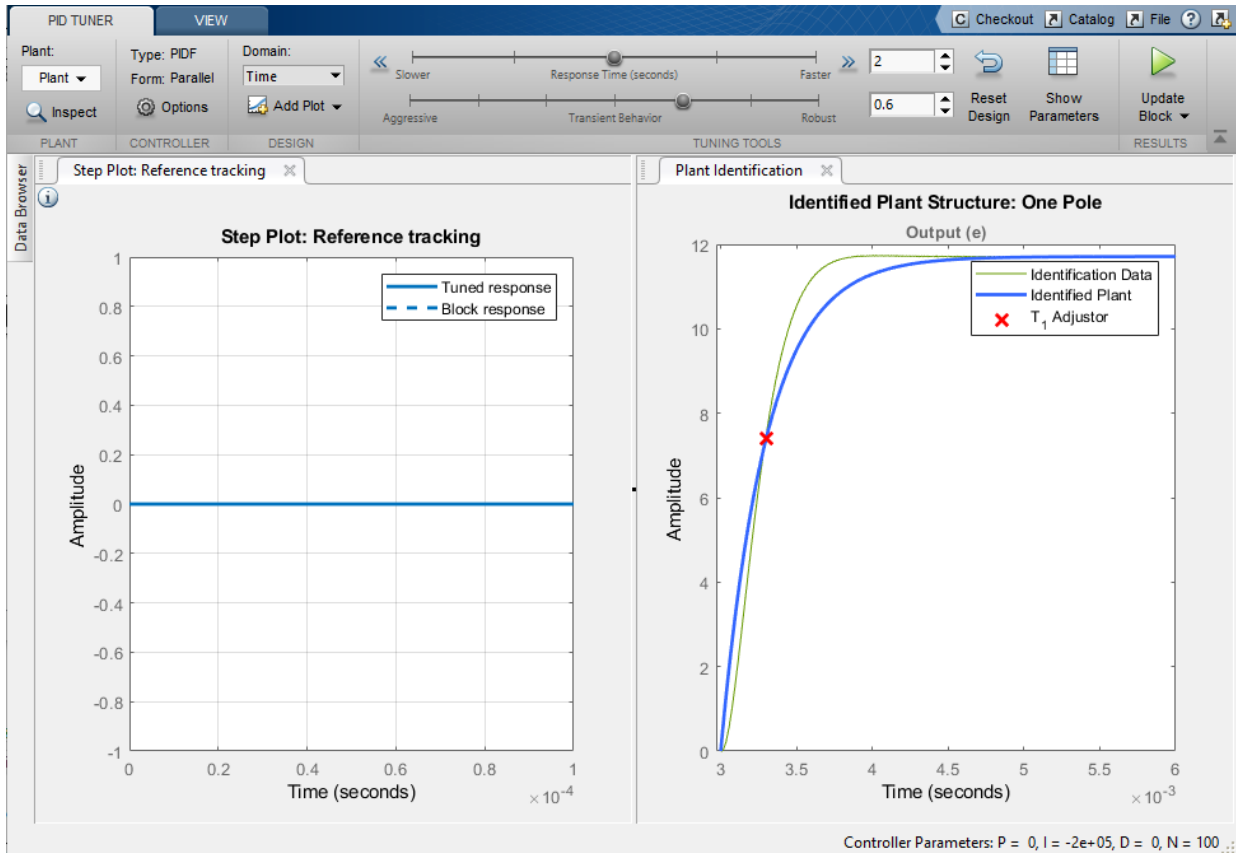 PID TUNER
VIEW
Checkout
Catalog
File
Plant:
Plant
Inspect
PLANT
Type: PIDF
Form: Parallel
Options
CONTROLLER
Domain:
Time
Add Plot
DESIGN
Slower
Response Time (seconds)
Faster
2
Aggressive
Transient Behavior
Robust
0.6
Reset
Design
Show
Parameters
TUNING TOOLS
Update
Block
RESULTS
Data Browser
Step Plot: Reference tracking
Step Plot: Reference tracking
Tuned response
Block response
1
0.8
0.6
0.4
0.2
0
-0.2
-0.4
-0.6
-0.8
-1
Amplitude
0 0.2 0.4 0.6 0.8 1
Time (seconds)
×10^-4
Plant Identification
Identified Plant Structure: One Pole
Output (e)
Identification Data
Identified Plant
T1 Adjustor
12
10
8
6
4
2
0
Amplitude
3 3.5 4 4.5 5 5.5 6
Time (seconds)
×10^-3
Controller Parameters: P = 0, I = -2e+05, D = 0, N = 100